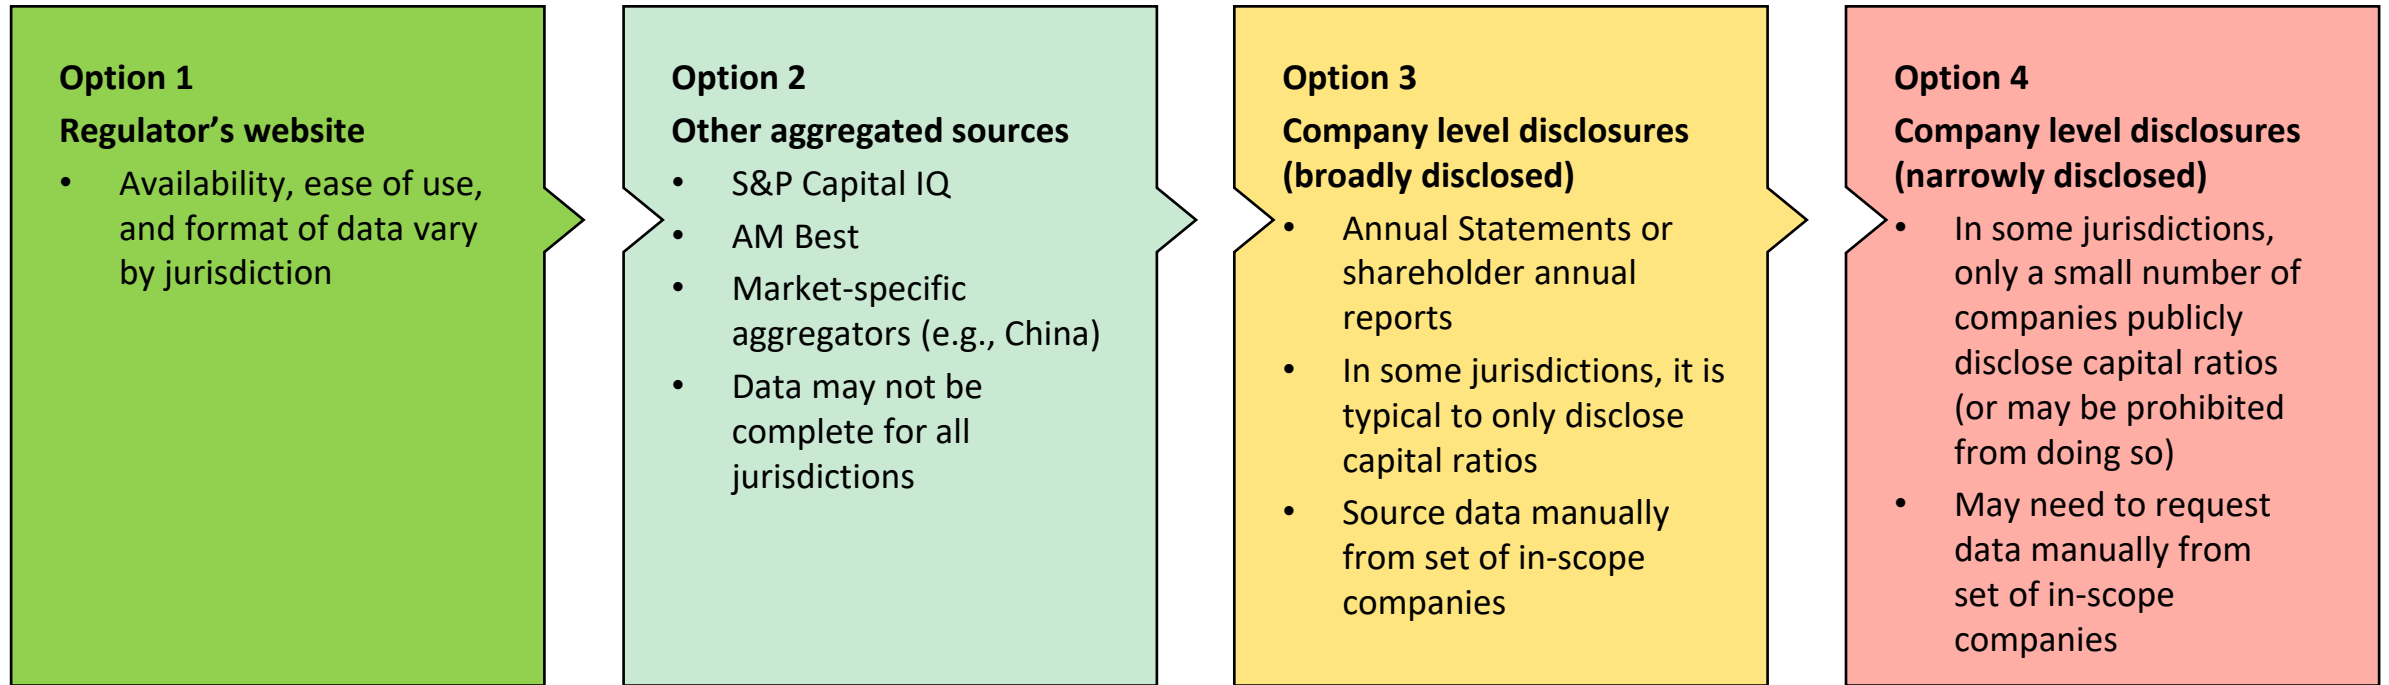 Option 1
Regulator’s website
• Availability, ease of use,
and format of data vary
by jurisdiction
Option 2
Other aggregated sources
• S&P Capital IQ
• AM Best
• Market-specific
aggregators (e.g., China)
• Data may not be
complete for all
jurisdictions
Option 3
Company level disclosures
(broadly disclosed)
• Annual Statements or
shareholder annual
reports
• In some jurisdictions, it is
typical to only disclose
capital ratios
• Source data manually
from set of in-scope
companies
Option 4
Company level disclosures
(narrowly disclosed)
• In some jurisdictions,
only a small number of
companies publicly
disclose capital ratios
(or may be prohibited
from doing so)
• May need to request
data manually from
set of in-scope
companies